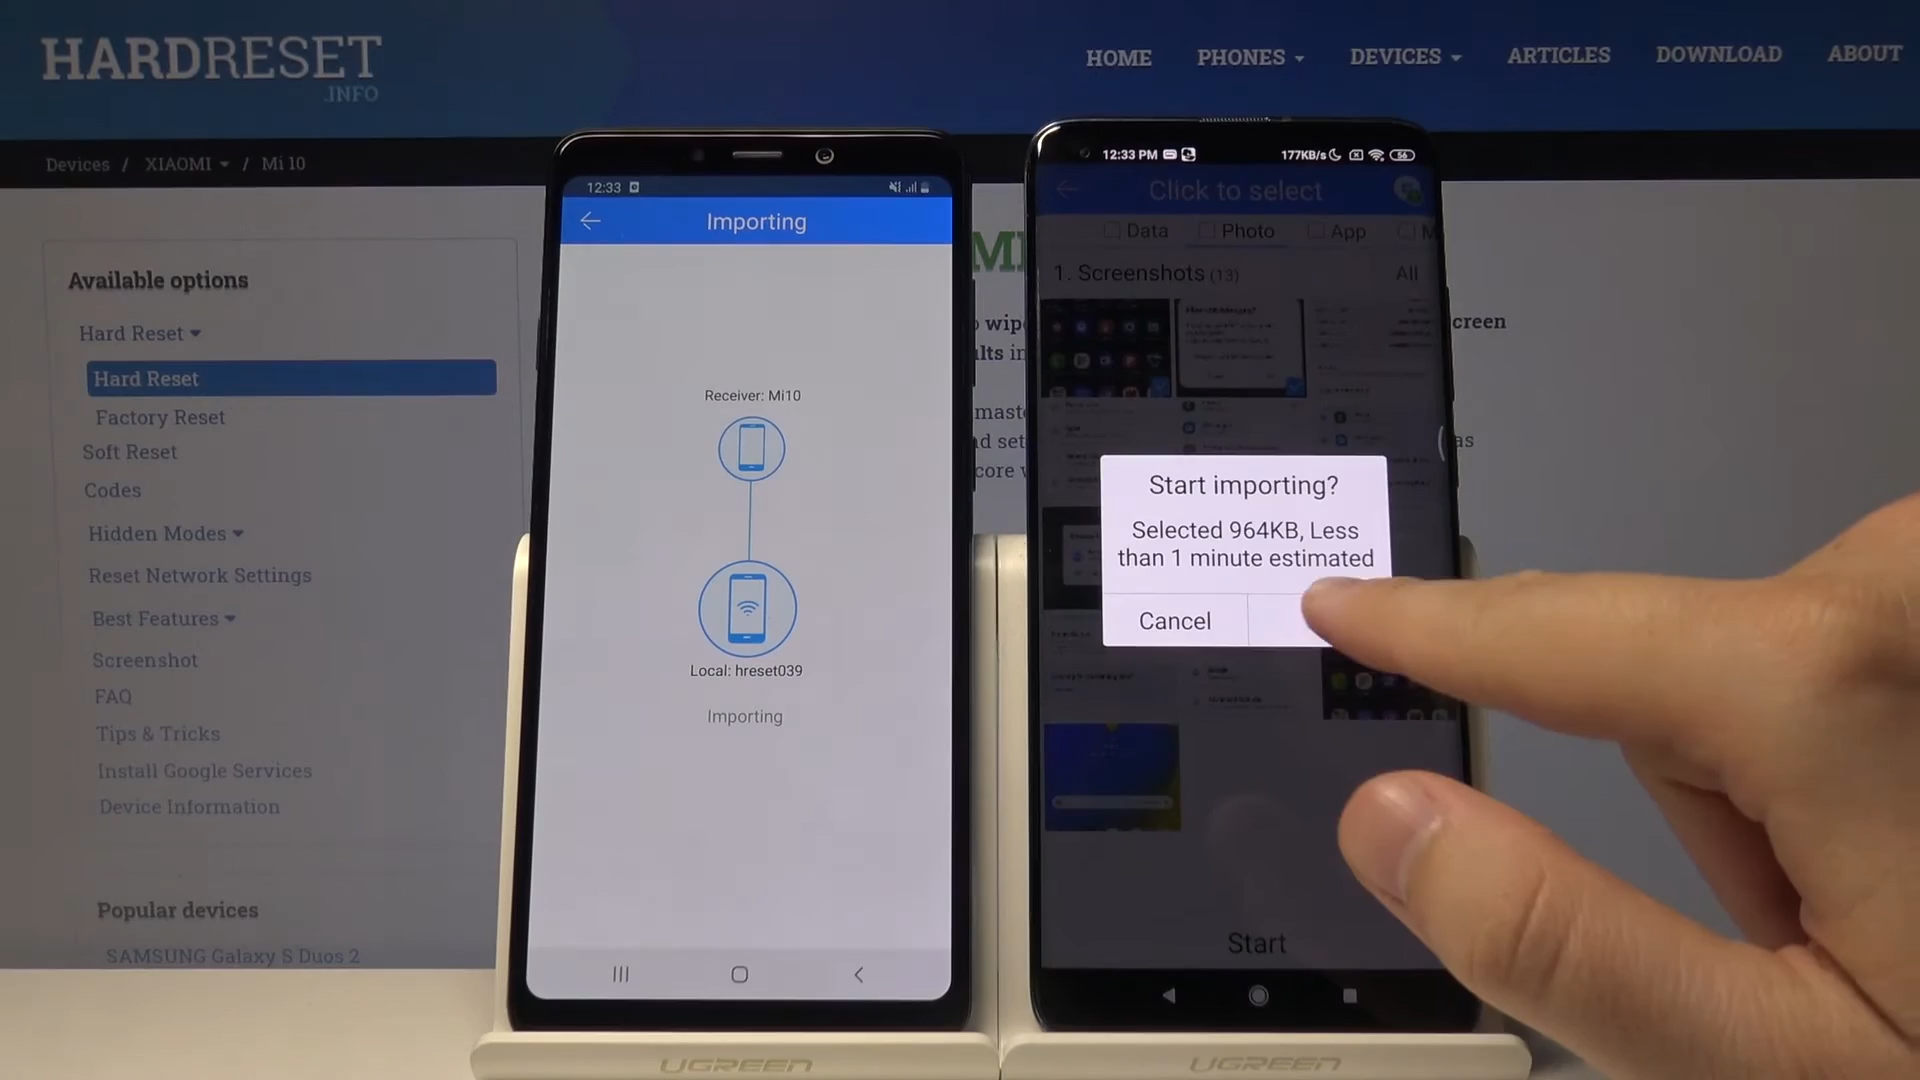 HARDRESET
.INFO
HOME PHONES DEVICES ARTICLES DOWNLOAD ABOUT
Devices / XIAOMI / Mi 10
Available options
Hard Reset
Hard Reset
Factory Reset
Soft Reset
Codes
Hidden Modes
Reset Network Settings
Best Features
Screenshot
FAQ
Tips & Tricks
Install Google Services
Device Information
Popular devices
SAMSUNG Galaxy S Duos 2
12:33
Importing
Receiver: Mi10
Local: hreset039
Importing
UGREEN
12:33 PM 177KB/s 56
Click to select
Data Photo App M
1. Screenshots (13) All
Start importing?
Selected 964KB, Less
than 1 minute estimated
Cancel
Start
UGREEN